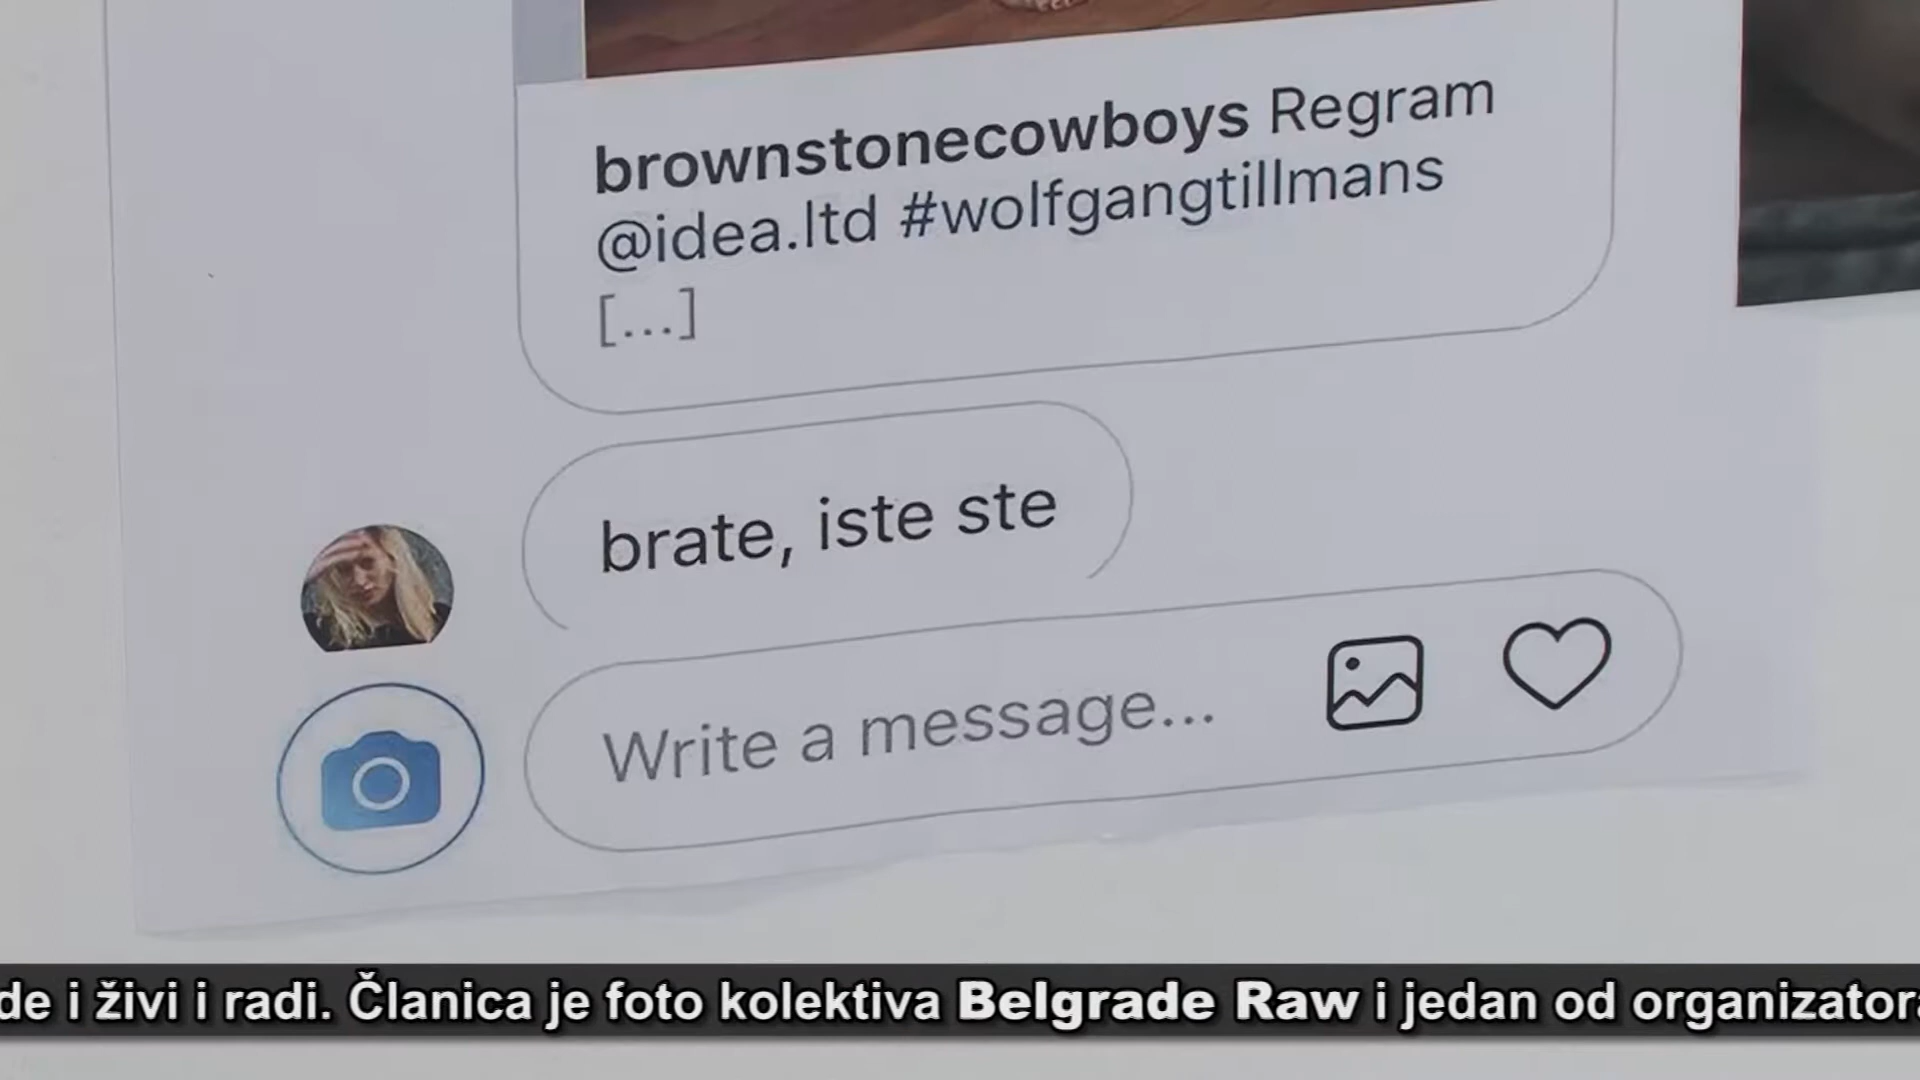 brownstonecowboys Regram
@idea.ltd #wolfgangtillmans
[...]
brate, iste ste
Write a message...
de i živi i radi. Članica je foto kolektiva Belgrade Raw i jedan od organizatora